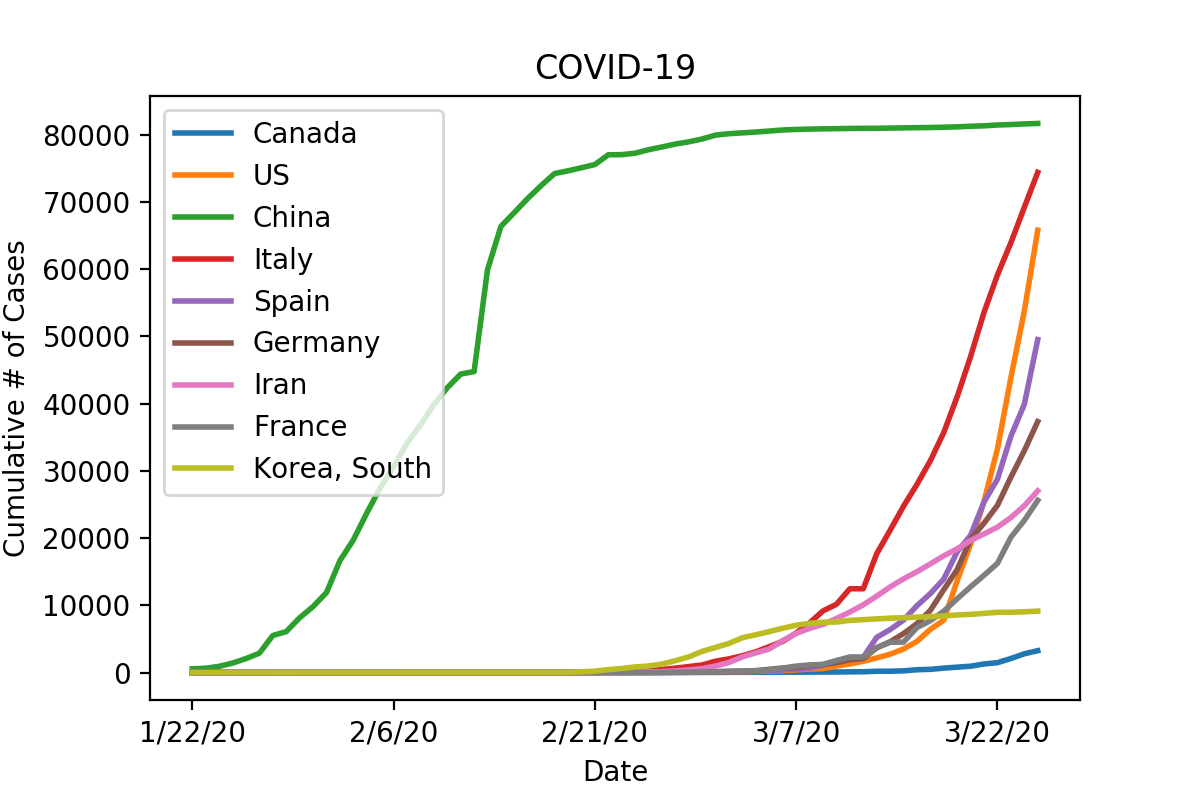 COVID-19
Cumulative # of Cases
80000
70000
60000
50000
40000
30000
20000
10000
0
Canada
US
China
Italy
Spain
Germany
Iran
France
Korea, South
1/22/20 2/6/20 2/21/20 3/7/20 3/22/20
Date